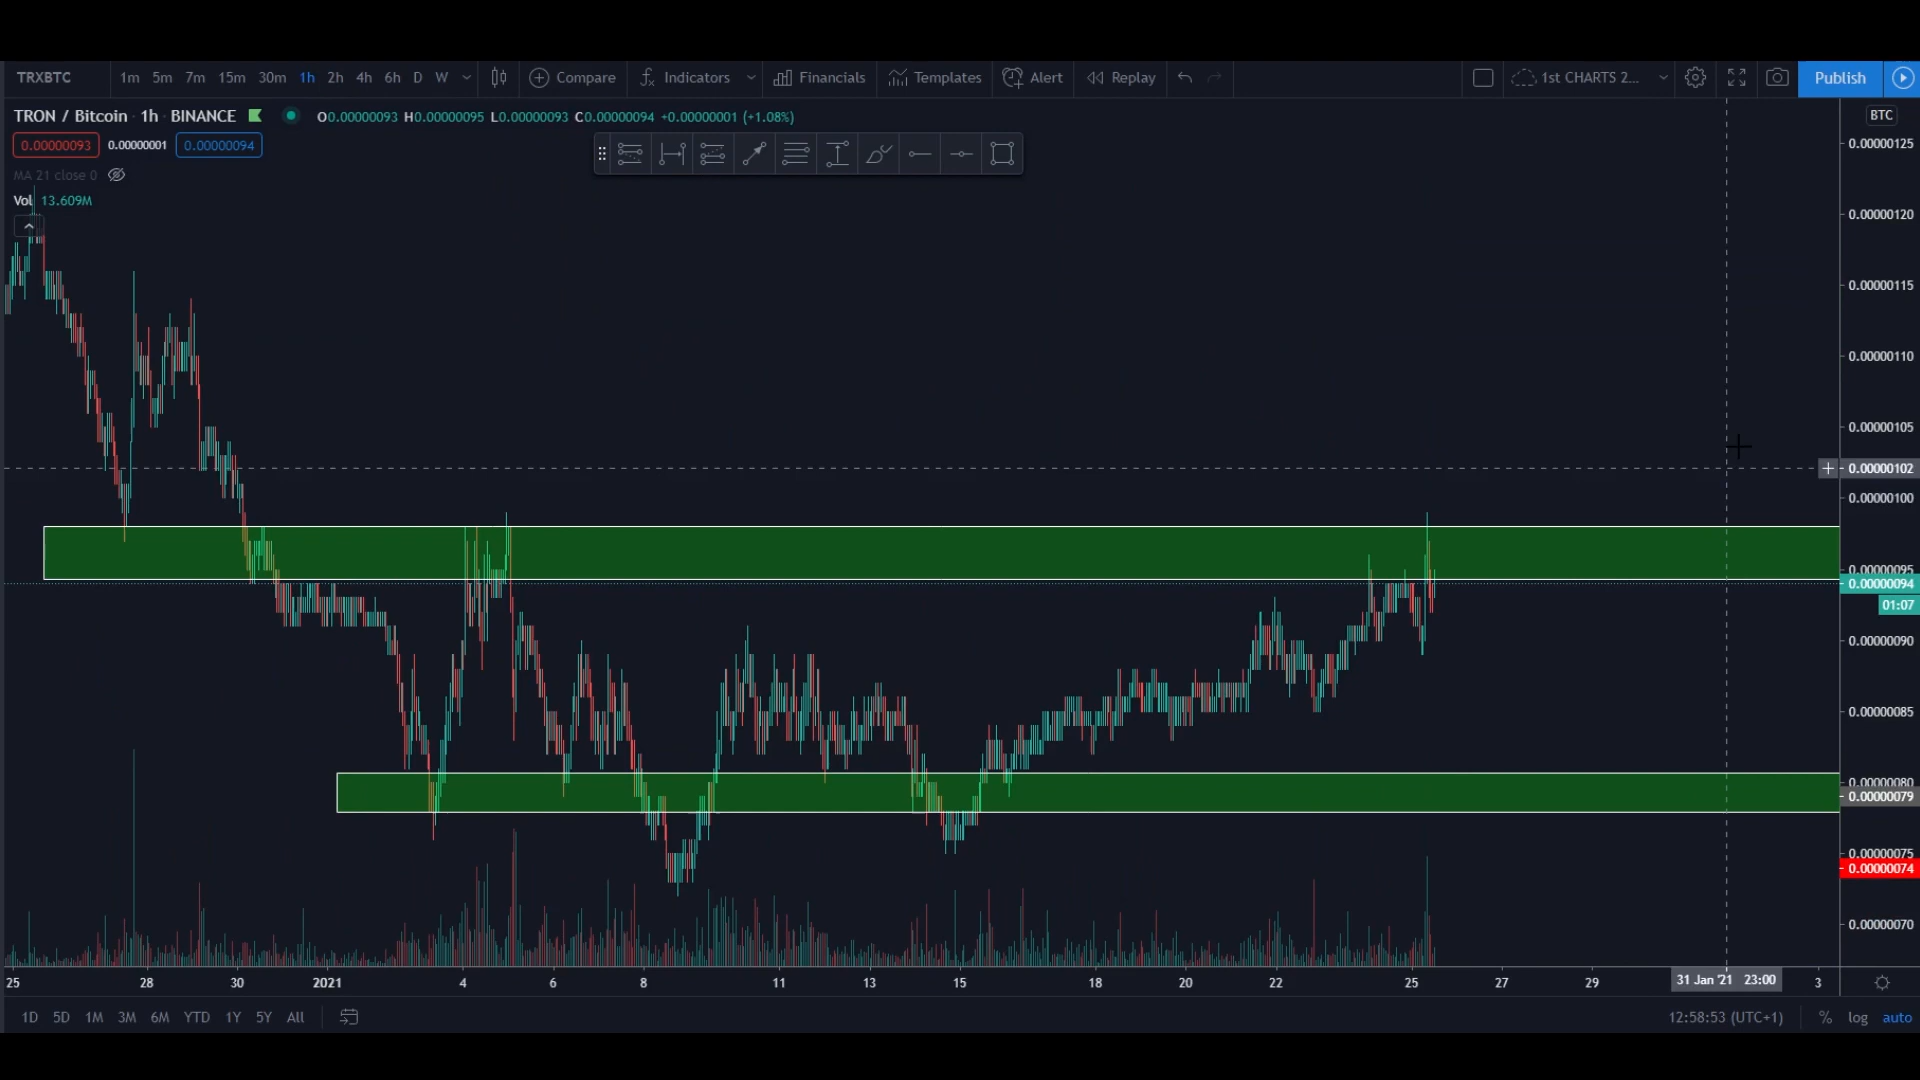 TRXBTC 1m 5m 7m 15m 30m 1h 2h 4h 6h D W Compare Indicators Financials Templates Alert Replay 1st CHARTS 2... Publish
TRON / Bitcoin · 1h · BINANCE O0.00000093 H0.00000095 L0.00000093 C0.00000094 +0.00000001 (+1.08%) BTC
0.00000093 0.00000001 0.00000094
MA 21 close 0
Vol 13.609M
0.00000125
0.00000120
0.00000115
0.00000110
0.00000105
0.00000102
0.00000100
0.00000095
0.00000094
01:07
0.00000090
0.00000085
0.00000080
0.00000079
0.00000075
0.00000074
0.00000070
25 28 30 2021 4 6 8 11 13 15 18 20 22 25 27 29 31 Jan '21 23:00 3
1D 5D 1M 3M 6M YTD 1Y 5Y All 12:58:53 (UTC+1) % log auto